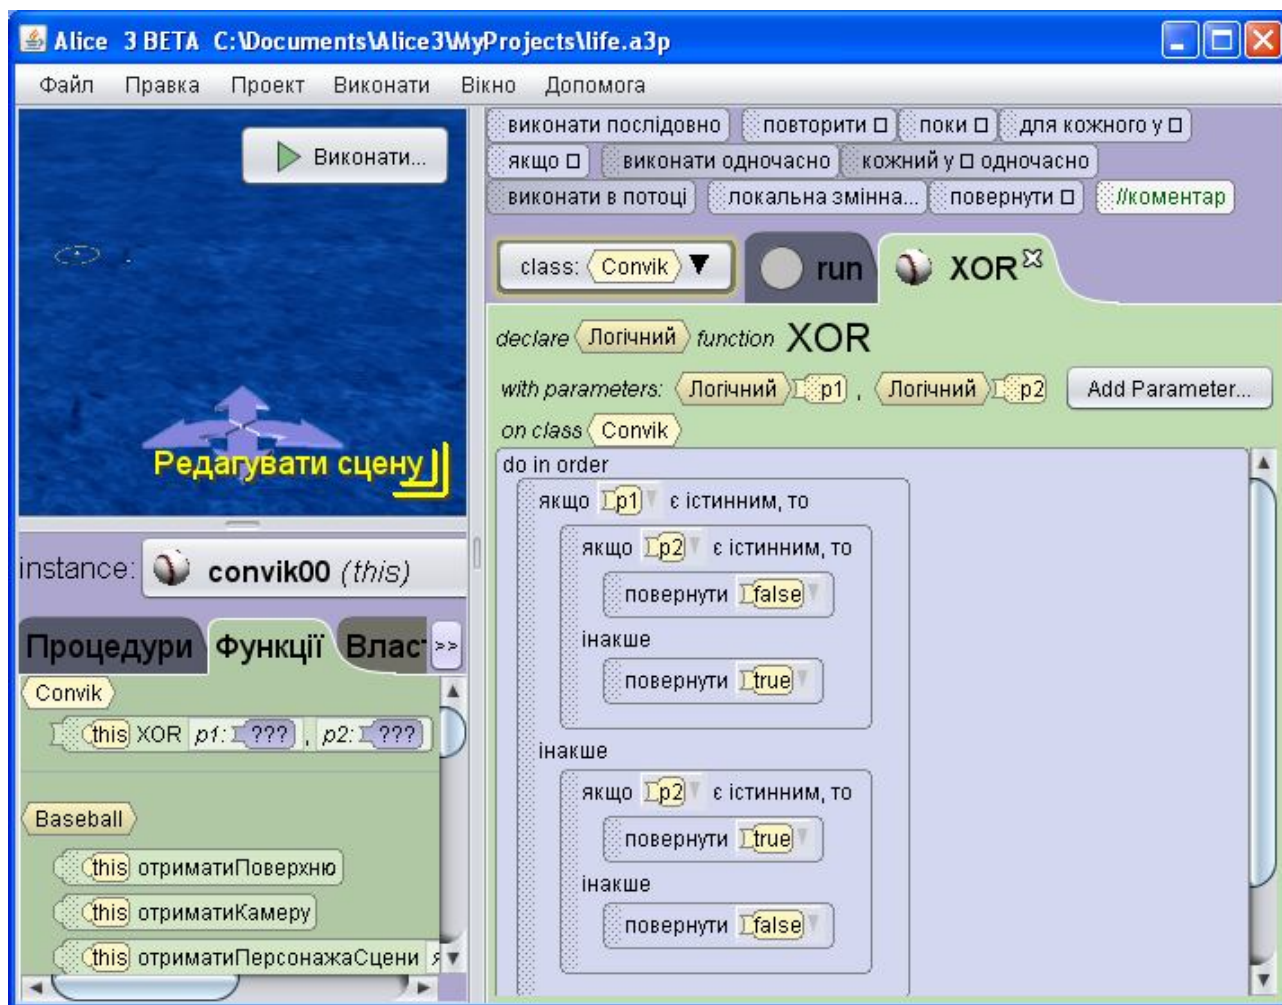 Alice 3 BETA C:\Documents\Alice3\MyProjects\life.a3p
Файл Правка Проект Виконати Вікно Допомога
Виконати...
Редагувати сцену
instance: convik00 (this)
Процедури Функції Влас >>
Convik
this XOR p1: ??? , p2: ???
Baseball
this отриматиПоверхню
this отриматиКамеру
this отриматиПерсонажаСцени
виконати послідовно повторити поки для кожного у
якщо виконати одночасно кожний у одночасно
виконати в потоці локальна змінна... повернути //коментар
class: Convik run XOR
declare Логічний function XOR
with parameters: Логічний p1 , Логічний p2 Add Parameter...
on class Convik
do in order
якщо p1 є істинним, то
якщо p2 є істинним, то
повернути false
інакше
повернути true
інакше
якщо p2 є істинним, то
повернути true
інакше
повернути false